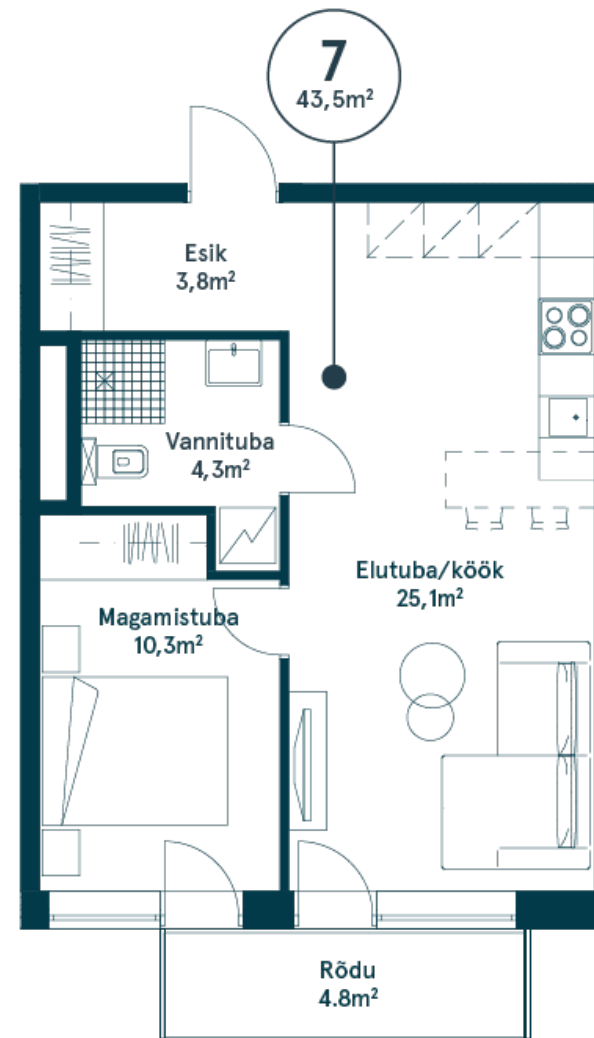 7
43,5m²
Esik
3,8m²
Vannituba
4,3m²
Elutuba/köök
25,1m²
Magamistuba
10,3m²
Rõdu
4.8m²